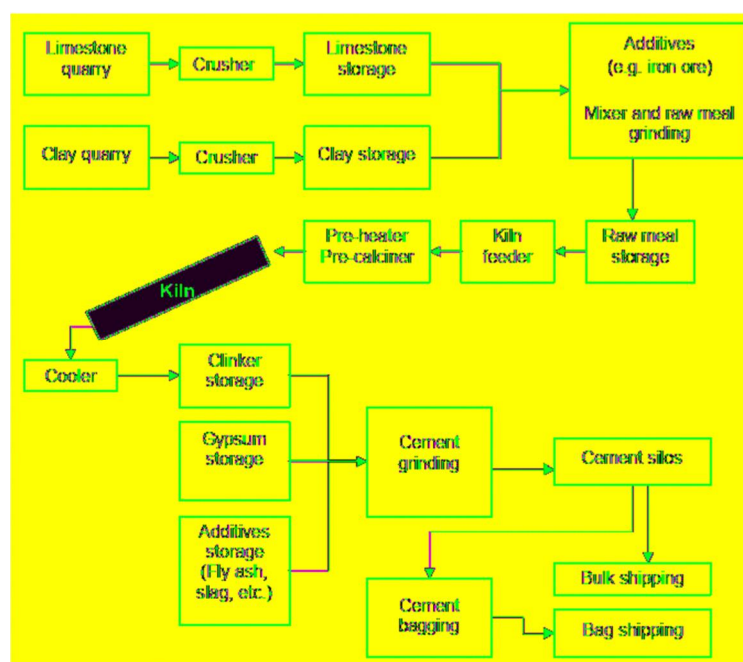 Limestone
quarry
Crusher
Limestone
storage
Additives
(e.g. iron ore)
Mixer and raw meal
grinding
Clay quarry
Crusher
Clay storage
Pre-heater
Pre-calciner
Kiln
feeder
Raw meal
storage
Kiln
Cooler
Clinker
storage
Gypsum
storage
Cement
grinding
Cement silos
Additives
storage
(Fly ash,
slag, etc.)
Cement
bagging
Bulk shipping
Bag shipping